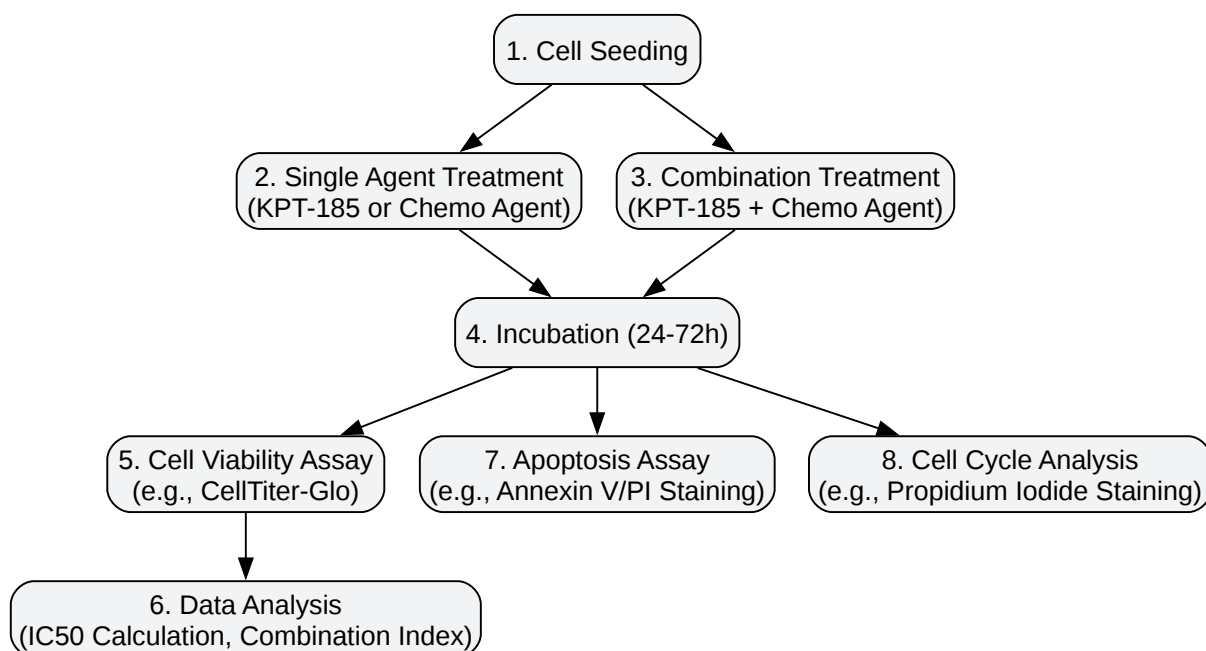 1. Cell Seeding
2. Single Agent Treatment
(KPT-185 or Chemo Agent)
3. Combination Treatment
(KPT-185 + Chemo Agent)
4. Incubation (24-72h)
5. Cell Viability Assay
(e.g., CellTiter-Glo)
7. Apoptosis Assay
(e.g., Annexin V/PI Staining)
8. Cell Cycle Analysis
(e.g., Propidium Iodide Staining)
6. Data Analysis
(IC50 Calculation, Combination Index)